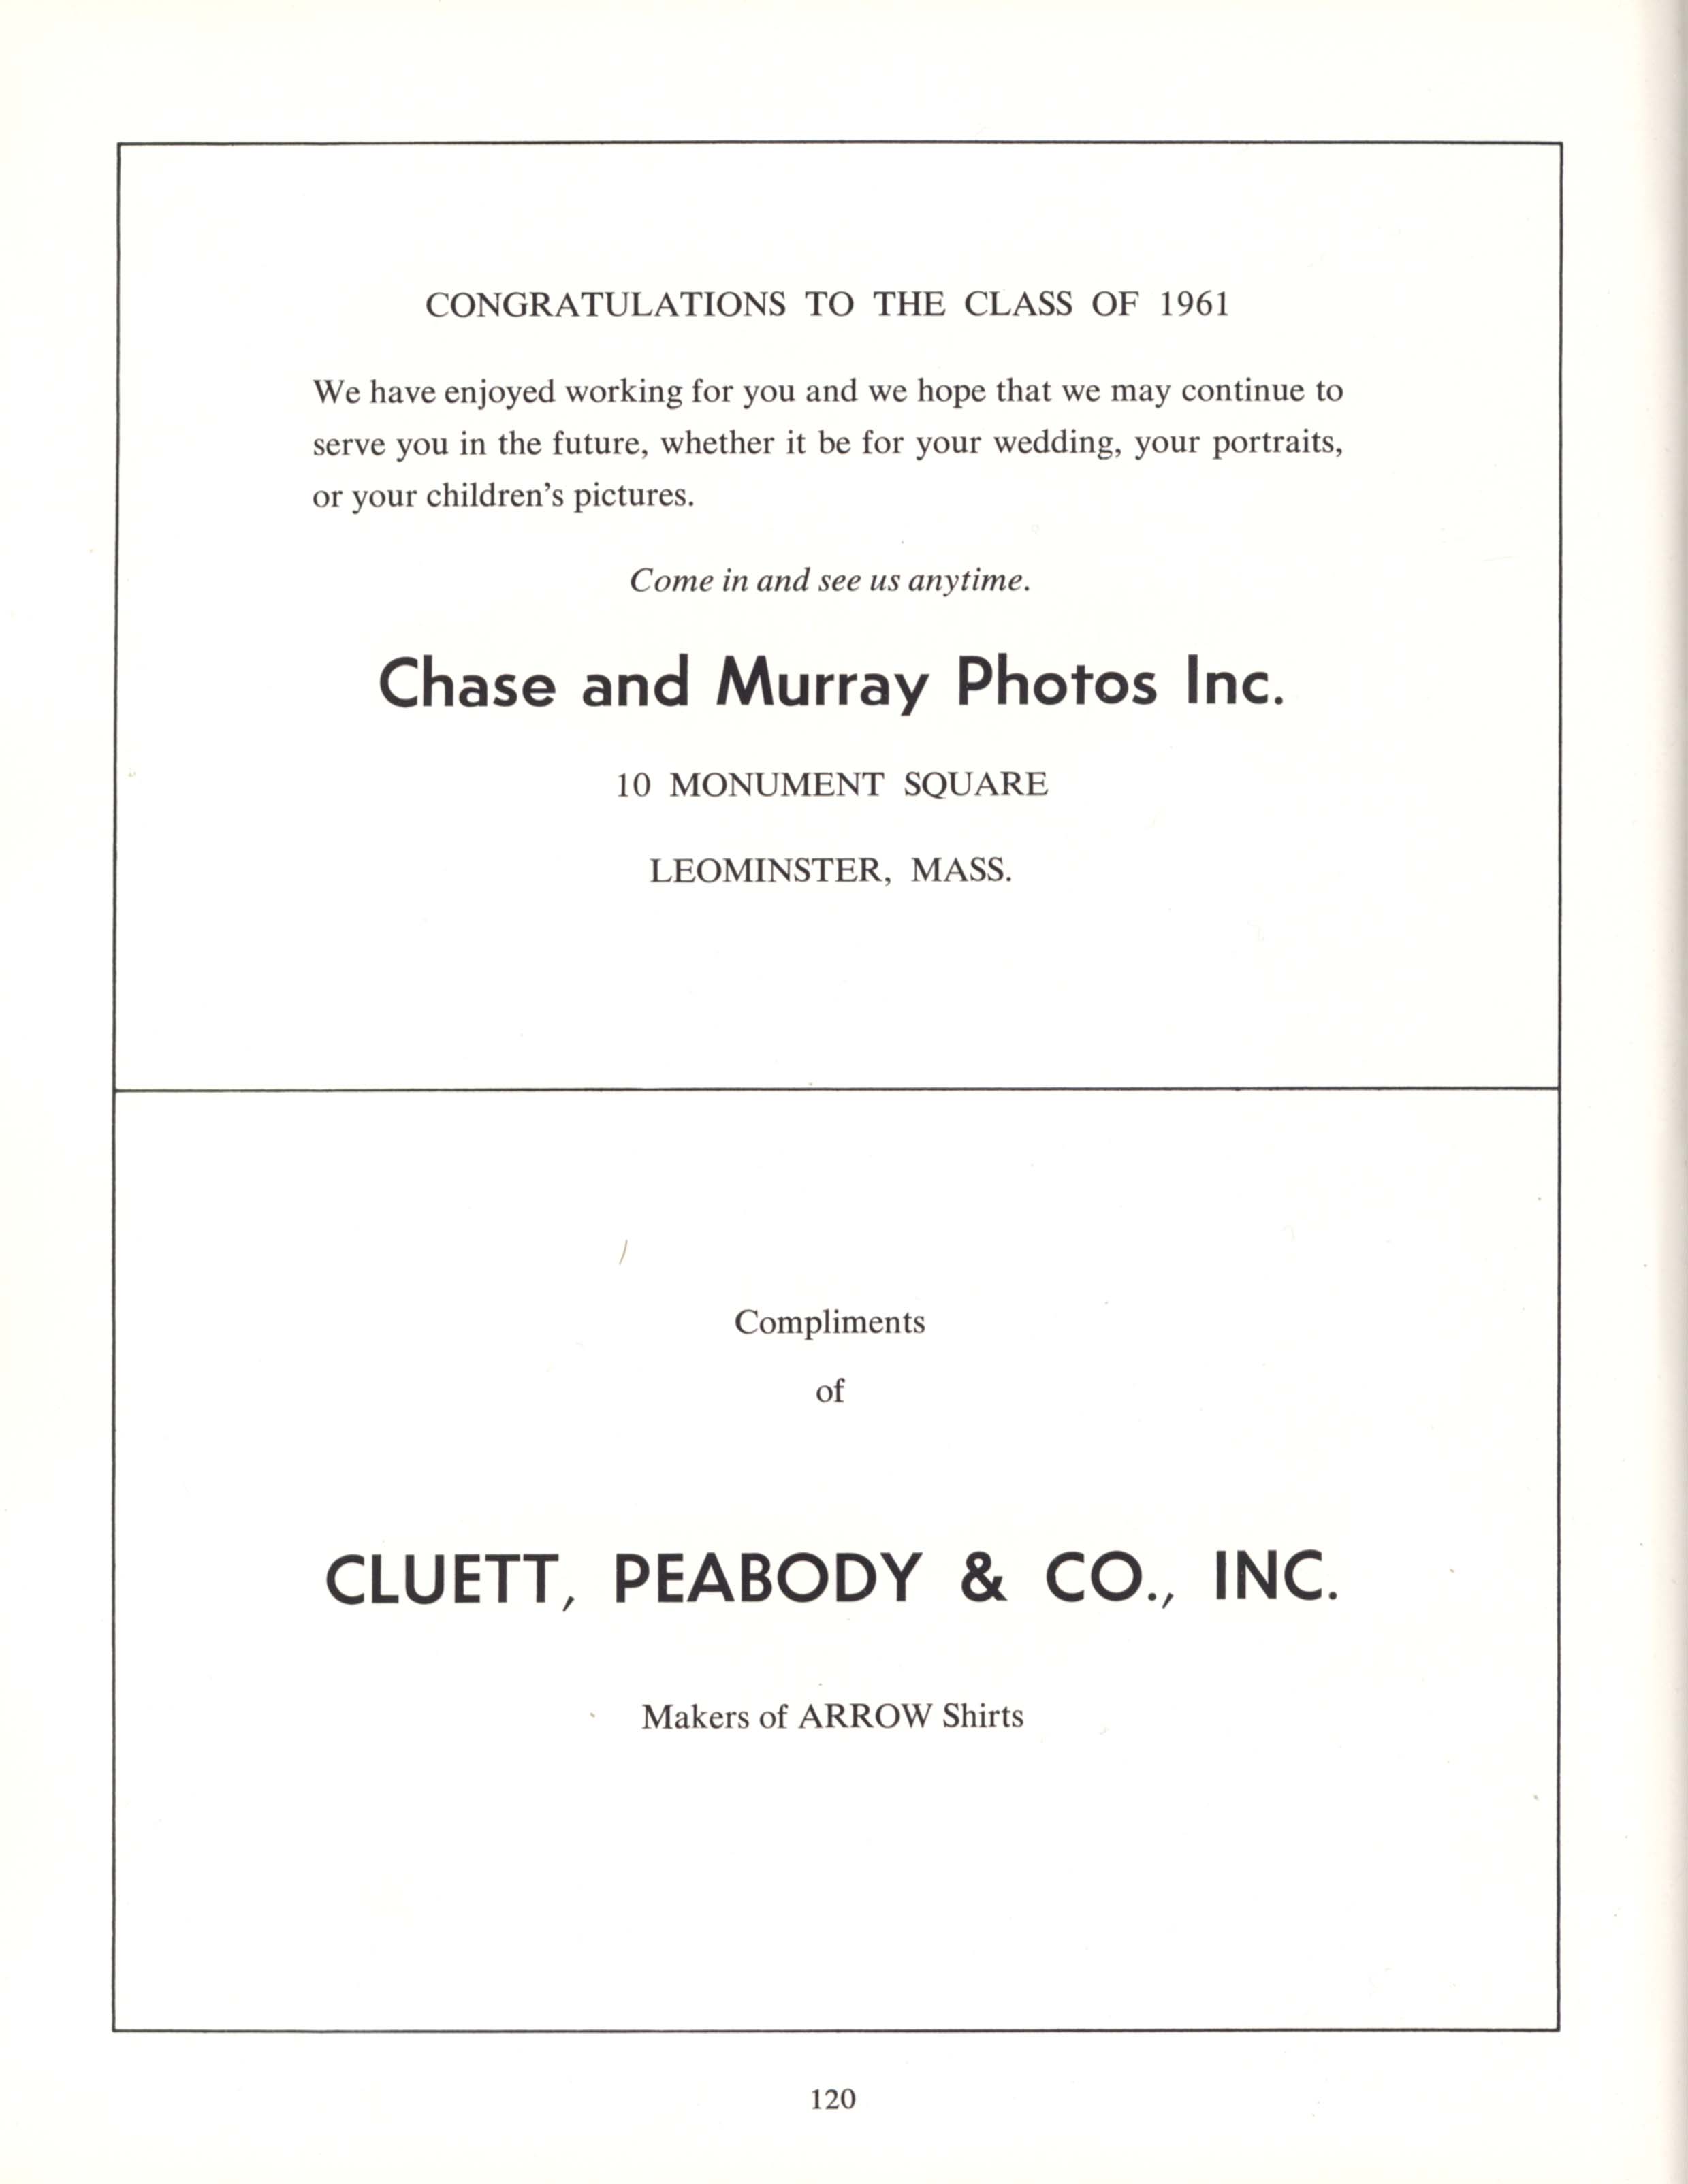 CONGRATULATIONS TO THE CLASS OF 1961
We have enjoyed working for you and we hope that we may continue to
serve you in the future, whether it be for your wedding, your portraits,
or your children's pictures.
Come in and see us anytime.
Chase and Murray Photos Inc.
10 MONUMENT SQUARE
LEOMINSTER, MASS.
Compliments
of
CLUETT, PEABODY & CO., INC.
Makers of ARROW Shirts
120